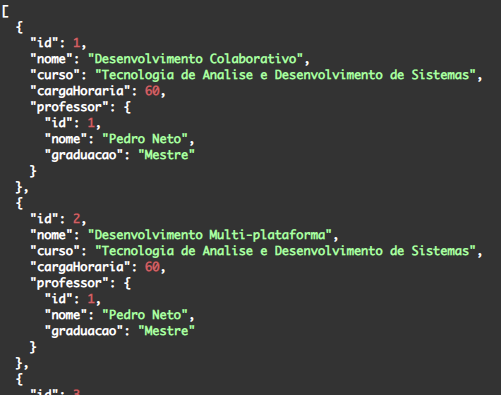 [
  {
    "id": 1,
    "nome": "Desenvolvimento Colaborativo",
    "curso": "Tecnologia de Analise e Desenvolvimento de Sistemas",
    "cargaHoraria": 60,
    "professor": {
      "id": 1,
      "nome": "Pedro Neto",
      "graduacao": "Mestre"
    }
  },
  {
    "id": 2,
    "nome": "Desenvolvimento Multi-plataforma",
    "curso": "Tecnologia de Analise e Desenvolvimento de Sistemas",
    "cargaHoraria": 60,
    "professor": {
      "id": 1,
      "nome": "Pedro Neto",
      "graduacao": "Mestre"
    }
  },
  {
    "id": 3,